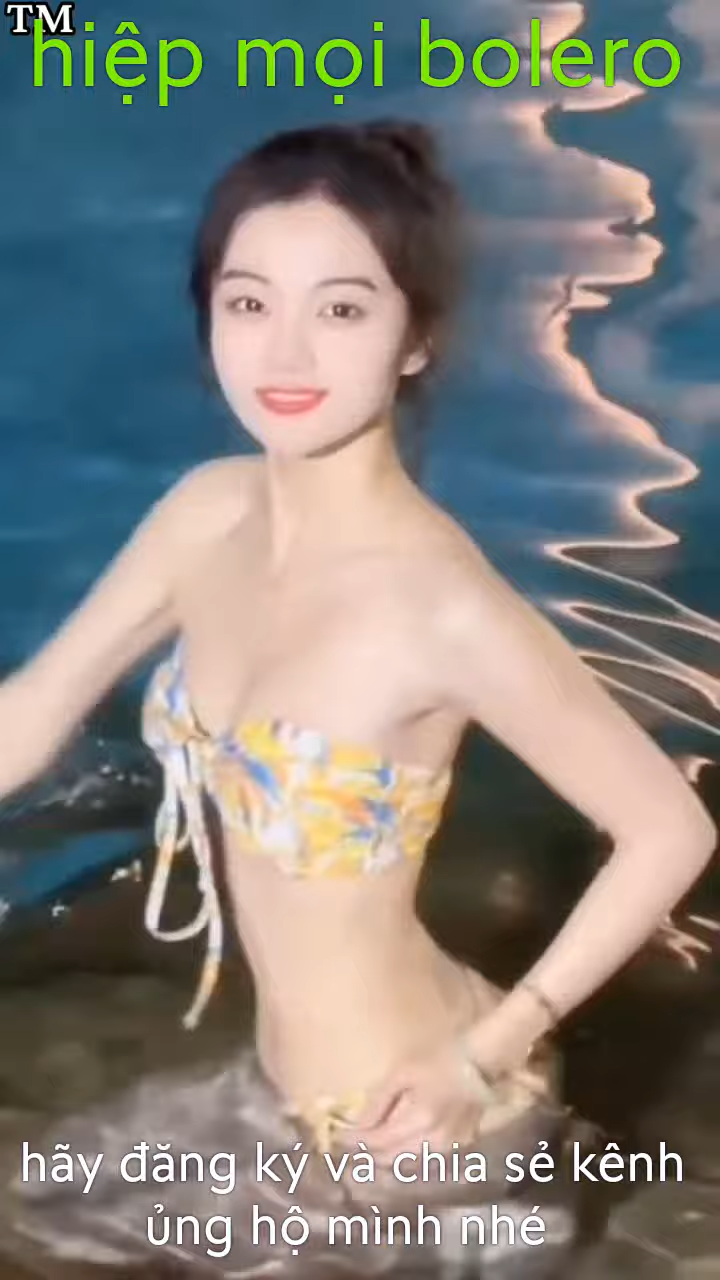 TM
hiệp mọi bolero
hãy đăng ký và chia sẻ kênh
ủng hộ mình nhé